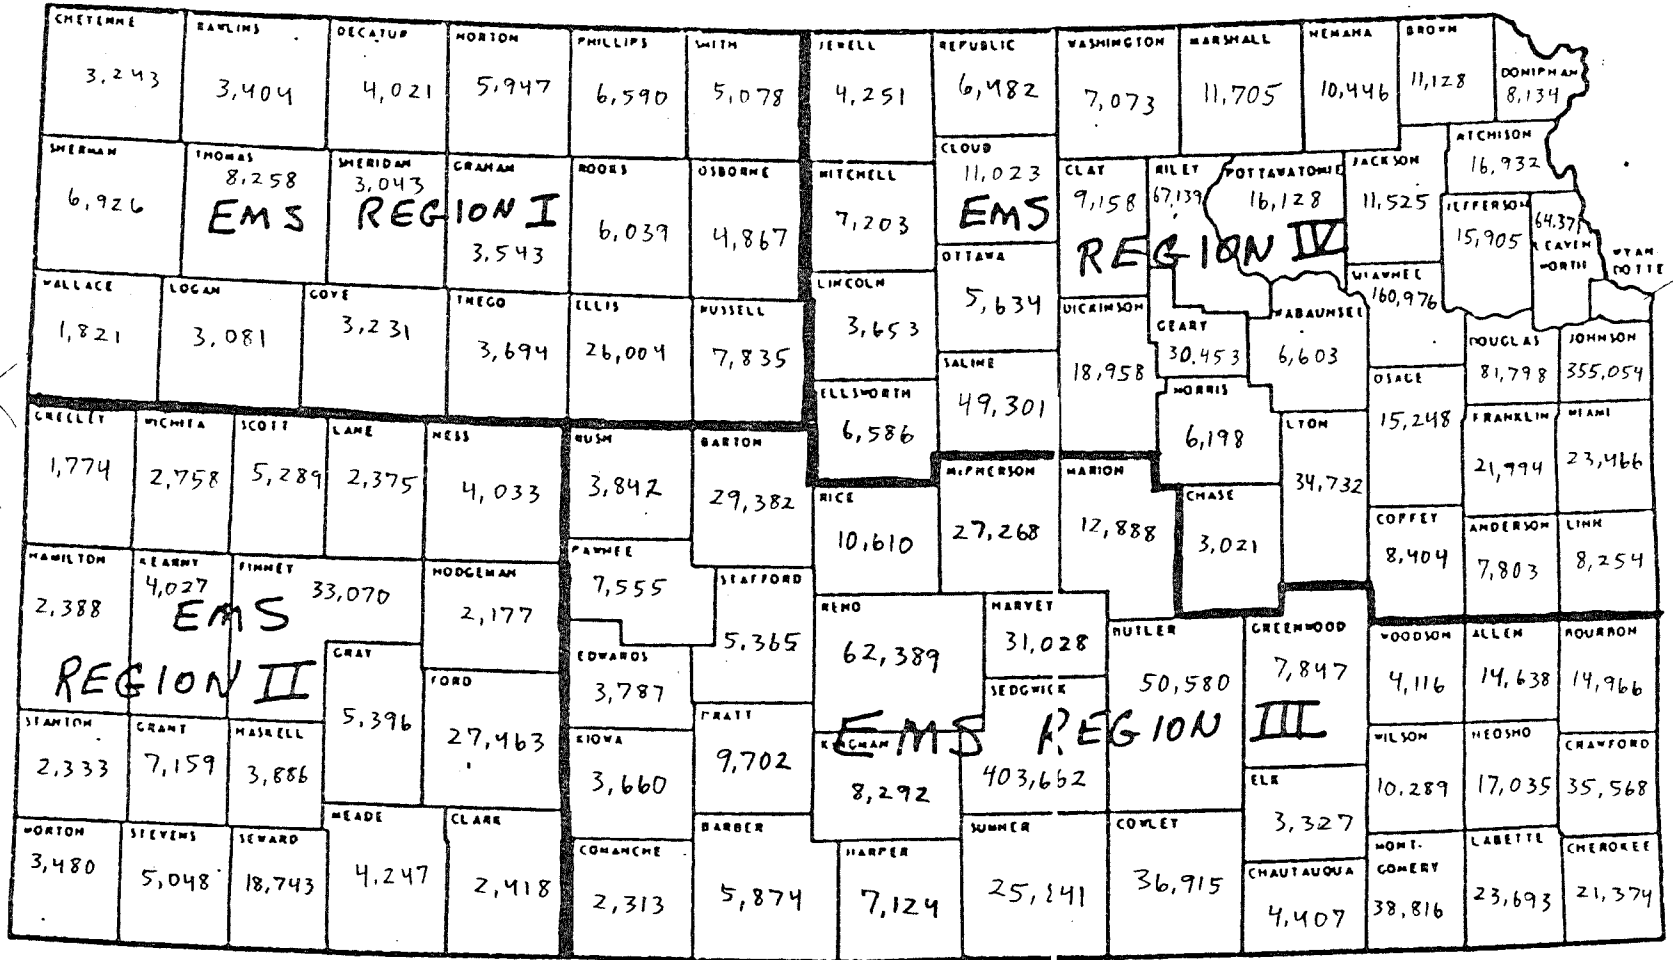 CHEYENNE
3,243
RAWLINS
3,404
DECATUR
4,021
NORTON
5,947
PHILLIPS
6,590
SMITH
5,078
JEWELL
4,251
REPUBLIC
6,482
WASHINGTON
7,073
MARSHALL
11,705
NEMAHA
10,446
BROWN
11,128
DONIPHAN
8,134
SHERMAN
6,926
THOMAS
8,258
SHERIDAN
3,043
GRAHAM
3,543
EMS REGION I
ROOKS
6,039
OSBORNE
4,867
MITCHELL
7,203
CLOUD
11,023
CLAY
9,158
RILEY
67,139
POTTAWATOMIE
16,128
JACKSON
11,525
ATCHISON
16,932
JEFFERSON
15,905
64,371
LEAVEN
WORTH
WYAN
DOTTE
EMS
REGION IV
WALLACE
1,821
LOGAN
3,081
GOVE
3,231
TREGO
3,694
ELLIS
26,004
RUSSELL
7,835
LINCOLN
3,653
OTTAWA
5,634
DICKINSON
18,958
GEARY
30,453
WABAUNSEE
6,603
SHAWNEE
160,976
DOUGLAS
81,798
JOHNSON
355,054
ELLSWORTH
6,586
SALINE
49,301
MORRIS
6,198
LYON
34,732
OSAGE
15,248
FRANKLIN
21,994
MIAMI
23,466
GREELEY
1,774
WICHITA
2,758
SCOTT
5,289
LANE
2,375
NESS
4,033
RUSH
3,842
BARTON
29,382
RICE
10,610
McPHERSON
27,268
MARION
12,888
CHASE
3,021
COFFEY
8,404
ANDERSON
7,803
LINN
8,254
HAMILTON
2,388
KEARNY
4,027
FINNEY
33,070
HODGEMAN
2,177
EMS
REGION II
PAWNEE
7,555
STAFFORD
5,365
RENO
62,389
HARVEY
31,028
BUTLER
50,580
GREENWOOD
7,847
WOODSON
4,116
ALLEN
14,638
BOURBON
14,966
GRAY
5,396
FORD
27,463
EDWARDS
3,787
SEDGWICK
403,662
EMS REGION III
STANTON
2,333
GRANT
7,159
HASKELL
3,886
KIOWA
3,660
PRATT
9,702
KINGMAN
8,292
ELK
3,327
WILSON
10,289
NEOSHO
17,035
CRAWFORD
35,568
MORTON
3,480
STEVENS
5,048
SEWARD
18,743
MEADE
4,247
CLARK
2,418
COMANCHE
2,313
BARBER
5,874
HARPER
7,124
SUMNER
COWLEY
36,915
CHAUTAUQUA
4,407
MONT-
GOMERY
38,816
LABETTE
23,693
CHEROKEE
21,374